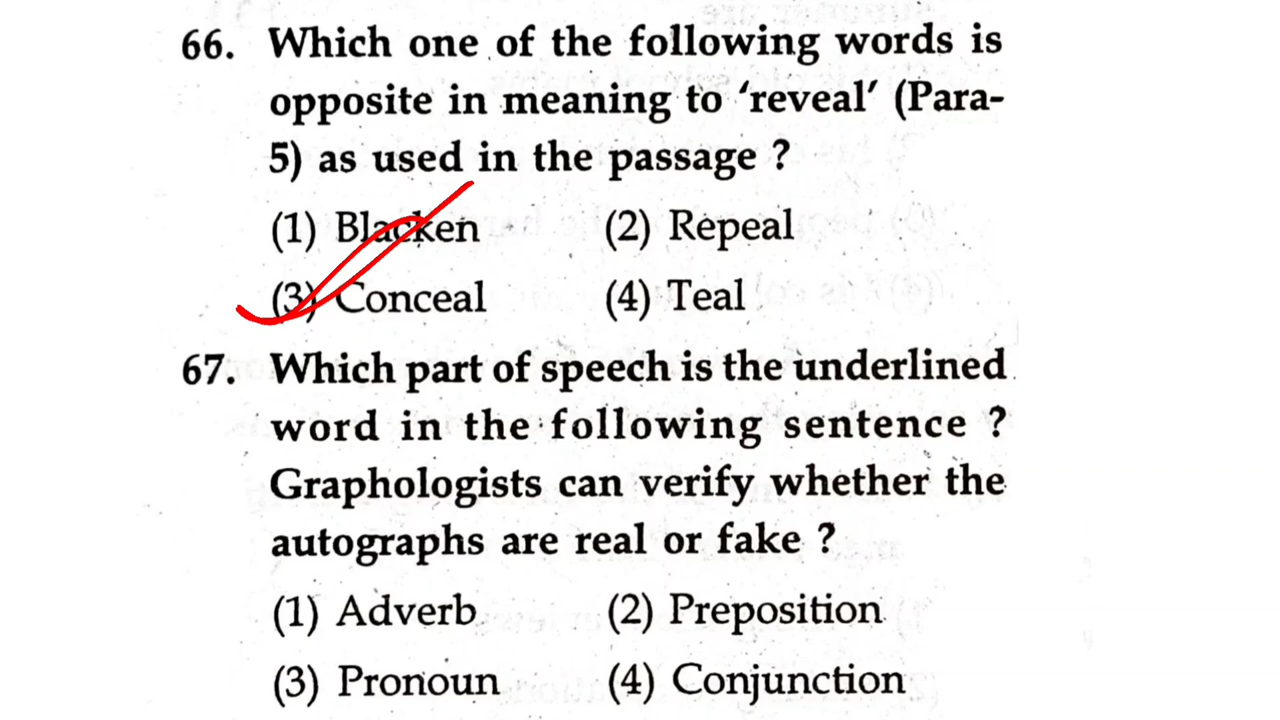 66. Which one of the following words is
opposite in meaning to 'reveal' (Para-
5) as used in the passage ?
(1) Blacken (2) Repeal
(3) Conceal (4) Teal
67. Which part of speech is the underlined
word in the following sentence ?
Graphologists can verify whether the
autographs are real or fake ?
(1) Adverb (2) Preposition
(3) Pronoun (4) Conjunction